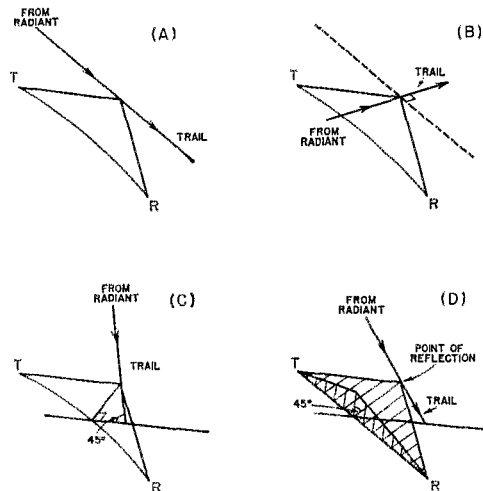 FROM
RADIANT
(A)
T
TRAIL
R
(B)
T
TRAIL
FROM
RADIANT
R
(C)
FROM
RADIANT
T
TRAIL
45°
R
(D)
FROM
RADIANT
POINT OF
REFLECTION
T
TRAIL
45°
R